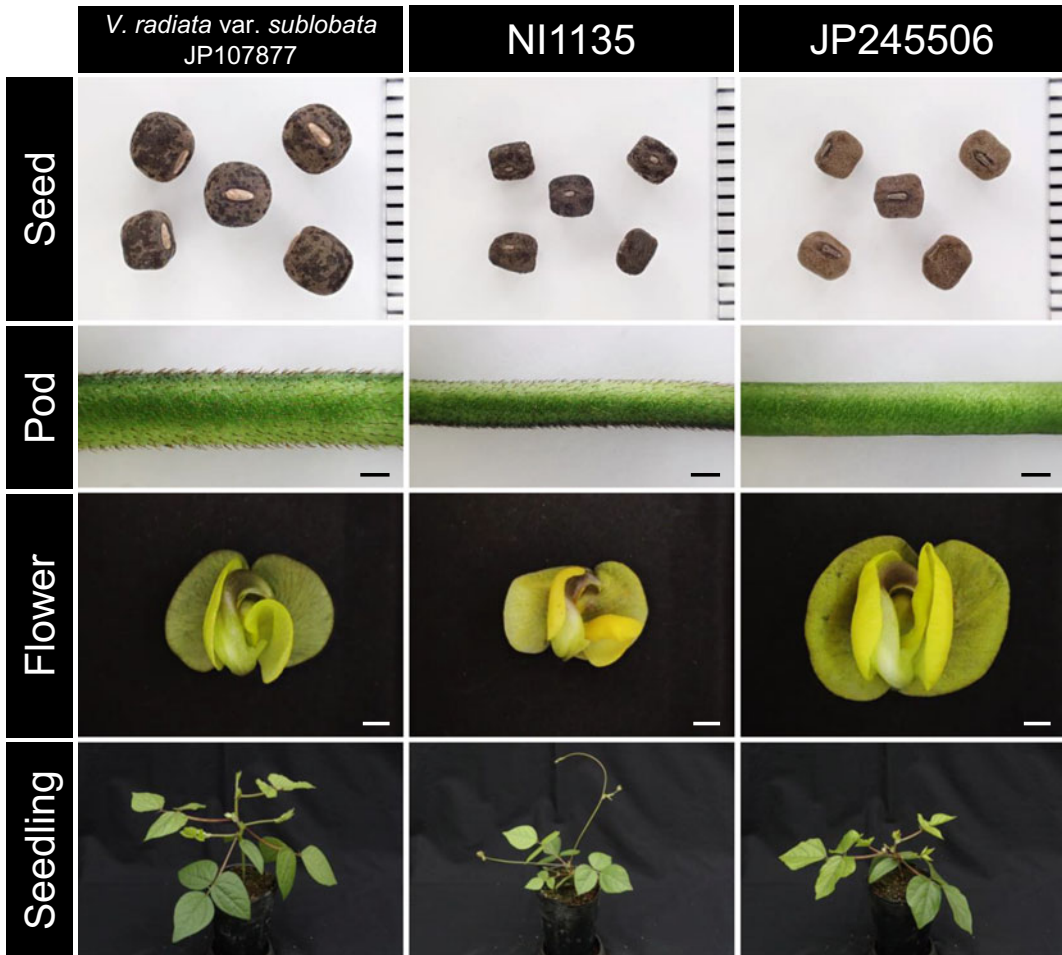 V. radiata var. sublobata
JP107877
NI1135
JP245506
Seed
Pod
Flower
Seedling